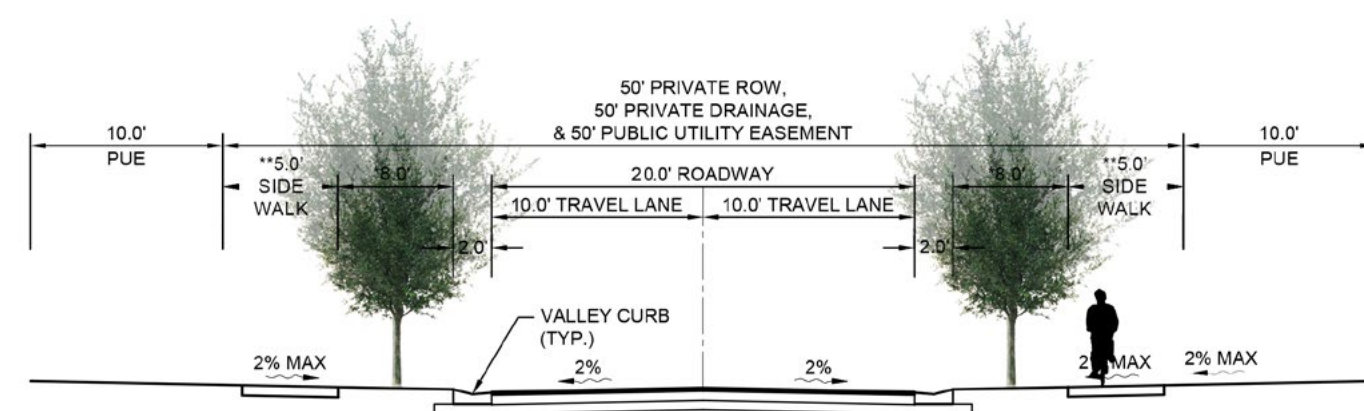 50' PRIVATE ROW,
50' PRIVATE DRAINAGE,
& 50' PUBLIC UTILITY EASEMENT
10.0'
PUE
10.0'
PUE
**5.0'
SIDE
WALK
8.0'
20.0' ROADWAY
8.0'
**5.0'
SIDE
WALK
10.0' TRAVEL LANE
10.0' TRAVEL LANE
2.0'
2.0'
VALLEY CURB
(TYP.)
2% MAX
2%
2%
2% MAX
2% MAX